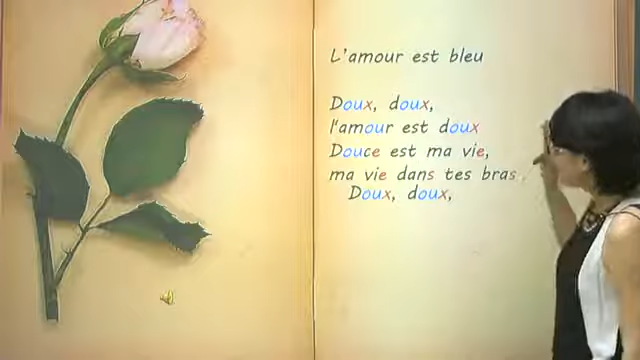 L'amour est bleu
Doux, doux,
l'amour est doux
Douce est ma vie,
ma vie dans tes bras
Doux, doux,